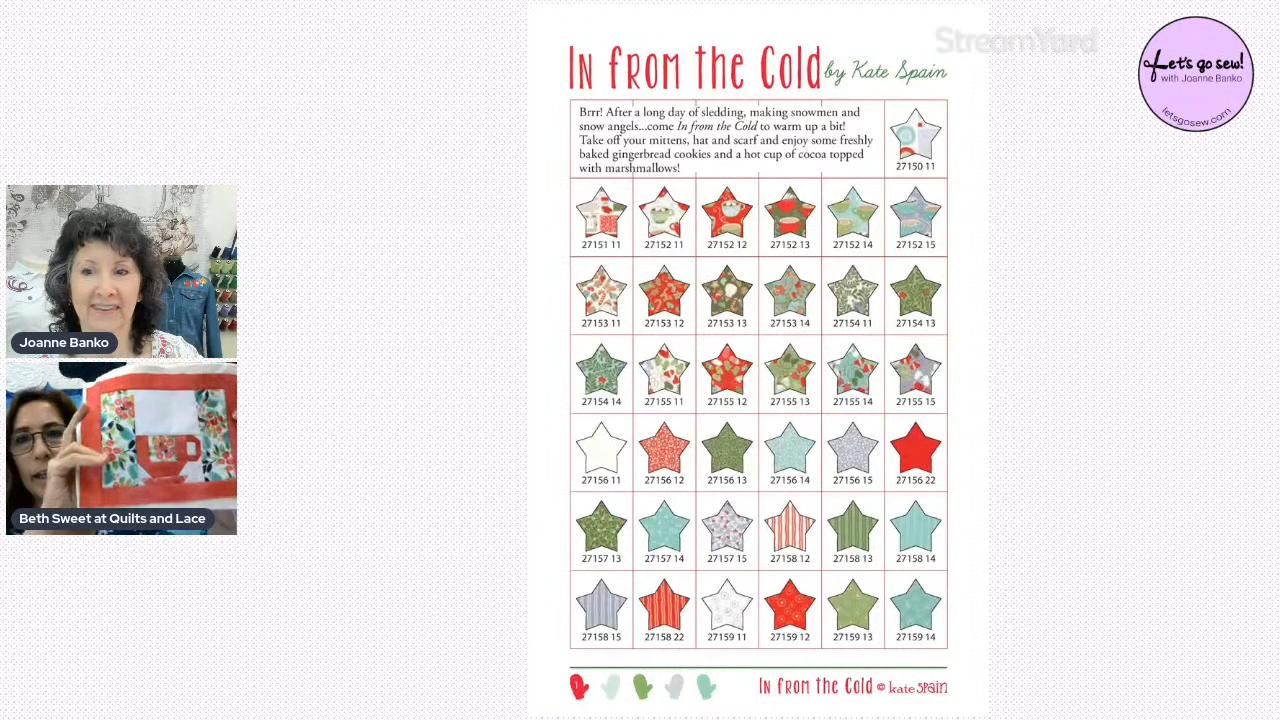 StreamYard
Let's go sew!
with Joanne Banko
letsgosew.com
In from the Cold by Kate Spain
Brrr! After a long day of sledding, making snowmen and
snow angels...come In from the Cold to warm up a bit!
Take off your mittens, hat and scarf and enjoy some freshly
baked gingerbread cookies and a hot cup of cocoa topped
with marshmallows!
27150 11
27151 11 27152 11 27152 12 27152 13 27152 14 27152 15
27153 11 27153 12 27153 13 27153 14 27154 11 27154 13
27154 14 27155 11 27155 12 27155 13 27155 14 27155 15
27156 11 27156 12 27156 13 27156 14 27156 15 27156 22
27157 13 27157 14 27157 15 27158 12 27158 13 27158 14
27158 15 27158 22 27159 11 27159 12 27159 13 27159 14
1
In from the Cold © kate spain
Joanne Banko
Beth Sweet at Quilts and Lace